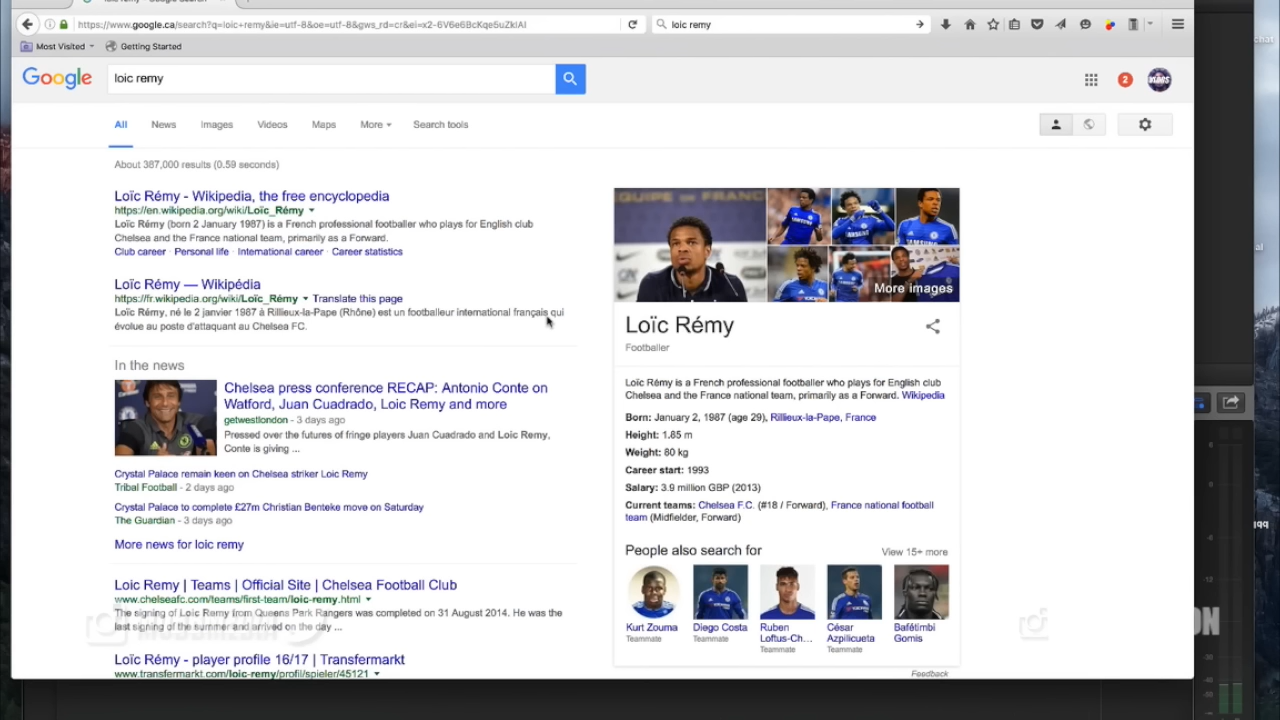 https://www.google.ca/search?q=loic+remy&ie=utf-8&oe=utf-8&gws_rd=cr&ei=x2-6V6e6BcKqe5uZkIAI
loic remy
Most Visited
Getting Started
Google
loic remy
2
VLOGS
All
News
Images
Videos
Maps
More
Search tools
About 387,000 results (0.59 seconds)
Loïc Rémy - Wikipedia, the free encyclopedia
https://en.wikipedia.org/wiki/Loïc_Rémy
Loïc Rémy (born 2 January 1987) is a French professional footballer who plays for English club
Chelsea and the France national team, primarily as a Forward.
Club career · Personal life · International career · Career statistics
Loïc Rémy — Wikipédia
https://fr.wikipedia.org/wiki/Loïc_Rémy
Translate this page
Loïc Rémy, né le 2 janvier 1987 à Rillieux-la-Pape (Rhône) est un footballeur international français qui
évolue au poste d'attaquant au Chelsea FC.
In the news
Chelsea press conference RECAP: Antonio Conte on
Watford, Juan Cuadrado, Loic Remy and more
getwestlondon - 3 days ago
Pressed over the futures of fringe players Juan Cuadrado and Loic Remy,
Conte is giving ...
Crystal Palace remain keen on Chelsea striker Loic Remy
Tribal Football - 2 days ago
Crystal Palace to complete £27m Christian Benteke move on Saturday
The Guardian - 3 days ago
More news for loic remy
Loic Remy | Teams | Official Site | Chelsea Football Club
www.chelseafc.com/teams/first-team/loic-remy.html
The signing of Loic Remy from Queens Park Rangers was completed on 31 August 2014. He was the
last signing of the summer and arrived on the day ...
Loïc Rémy - player profile 16/17 | Transfermarkt
www.transfermarkt.com/loic-remy/profil/spieler/45121
EQUIPE DE FRANC
SAMSUNG
More images
Loïc Rémy
Footballer
Loïc Rémy is a French professional footballer who plays for English club
Chelsea and the France national team, primarily as a Forward. Wikipedia
Born: January 2, 1987 (age 29), Rillieux-la-Pape, France
Height: 1.85 m
Weight: 80 kg
Career start: 1993
Salary: 3.9 million GBP (2013)
Current teams: Chelsea F.C. (#18 / Forward), France national football
team (Midfielder, Forward)
People also search for
View 15+ more
Kurt Zouma
Teammate
Diego Costa
Teammate
Ruben
Loftus-Ch...
Teammate
César
Azpilicueta
Teammate
Bafétimbi
Gomis
Feedback